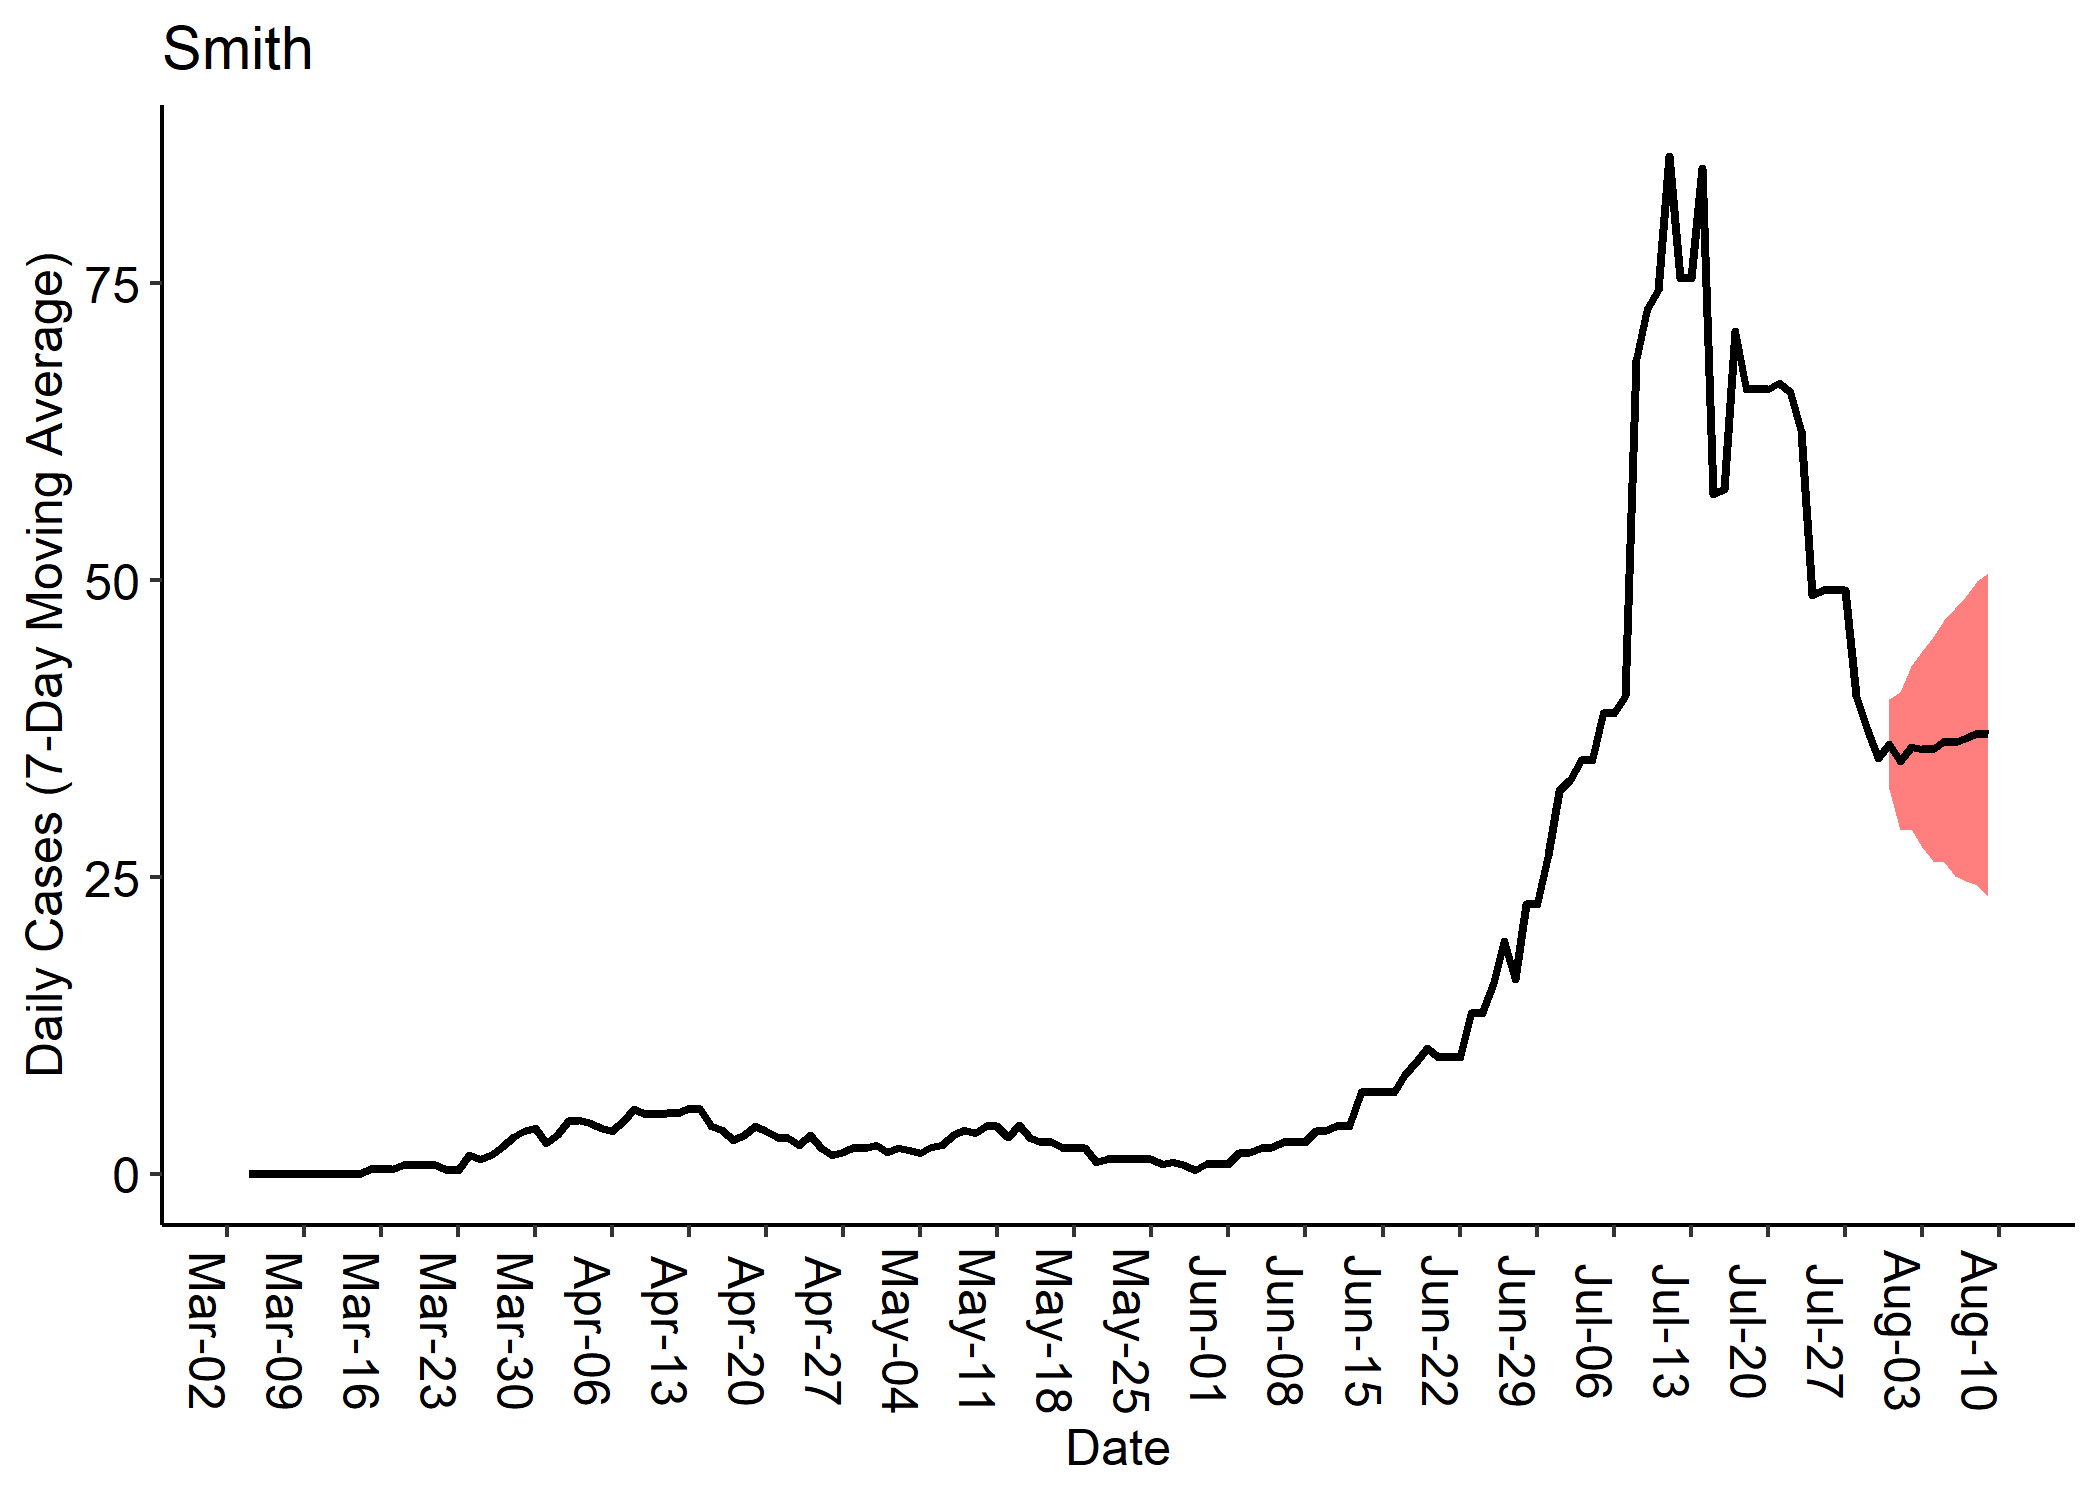 Smith
Daily Cases (7-Day Moving Average)
75
50
25
0
Mar-02
Mar-09
Mar-16
Mar-23
Mar-30
Apr-06
Apr-13
Apr-20
Apr-27
May-04
May-11
May-18
May-25
Jun-01
Jun-08
Jun-15
Jun-22
Jun-29
Jul-06
Jul-13
Jul-20
Jul-27
Aug-03
Aug-10
Date